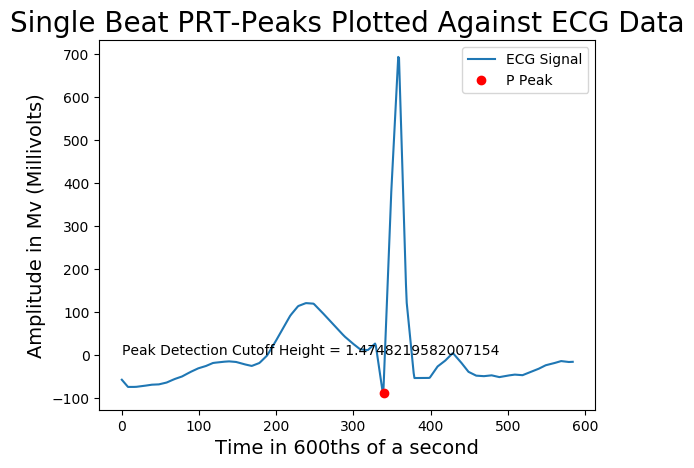 Single Beat PRT-Peaks Plotted Against ECG Data
700
600
500
400
300
200
100
0
−100
Amplitude in Mv (Millivolts)
ECG Signal
P Peak
Peak Detection Cutoff Height = 1.47482195820071​54
0 100 200 300 400 500 600
Time in 600ths of a second